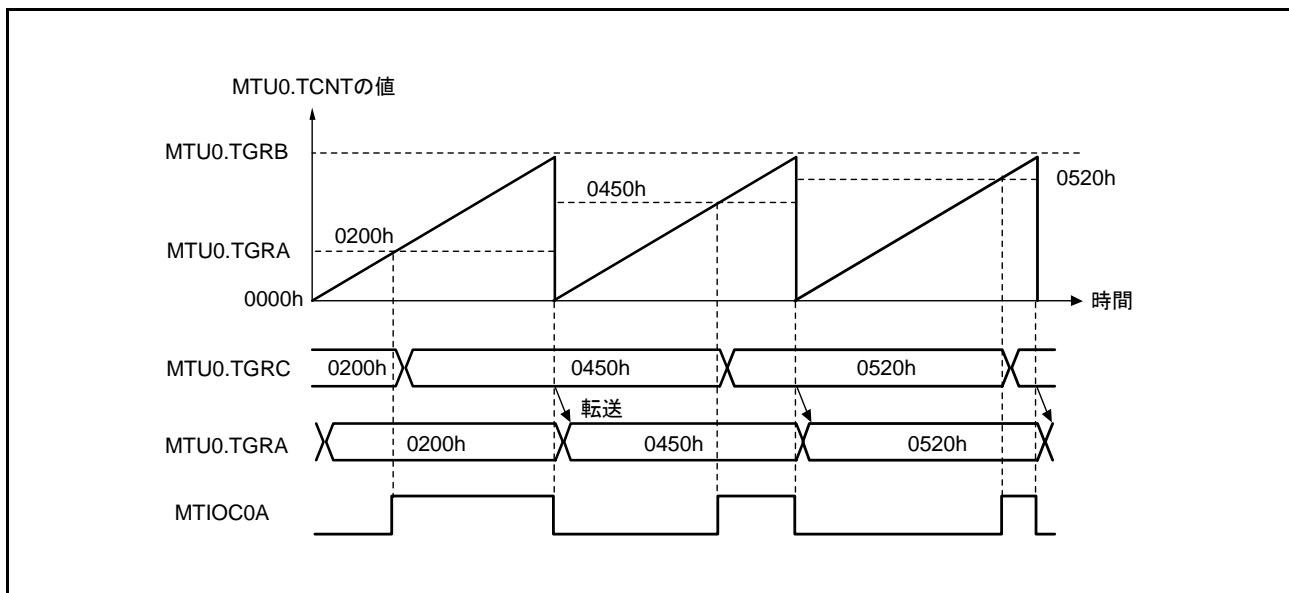 MTU0.TCNTの値
MTU0.TGRB
0450h
0520h
0200h
MTU0.TGRA
0000h
時間
MTU0.TGRC 0200h 0450h 0520h
転送
MTU0.TGRA 0200h 0450h 0520h
MTIOC0A